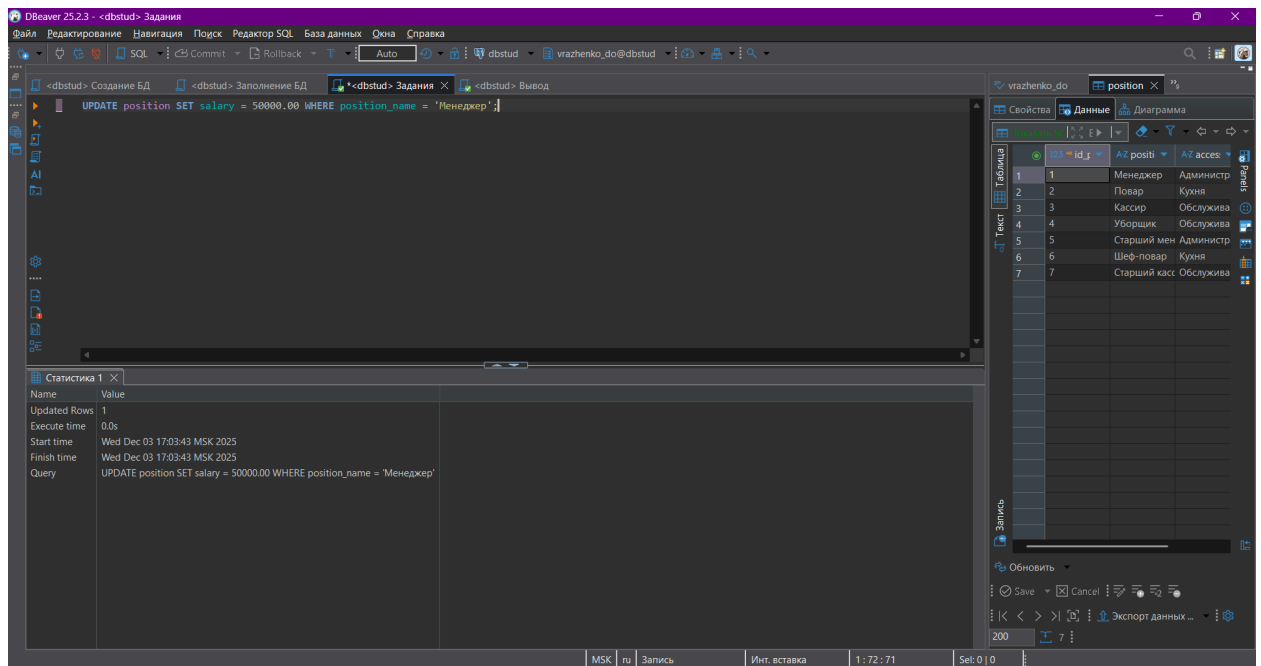 DBeaver 25.2.3 - <dbstud> Задания
Файл Редактирование Навигация Поиск Редактор SQL База данных Окна Справка
SQL Commit Rollback T Auto dbstud vrazhenko_do@dbstud
<dbstud> Создание БД <dbstud> Заполнение БД *<dbstud> Задания <dbstud> Вывод
UPDATE position SET salary = 50000.00 WHERE position_name = 'Менеджер';
AI
Статистика 1
Name Value
Updated Rows 1
Execute time 0.0s
Start time Wed Dec 03 17:03:43 MSK 2025
Finish time Wed Dec 03 17:03:43 MSK 2025
Query UPDATE position SET salary = 50000.00 WHERE position_name = 'Менеджер'
vrazhenko_do position
Свойства Данные Диаграмма
Таблица
Текст
Запись
Panels
123 id_p AZ positi AZ acces
1 1 Менеджер Администр
2 2 Повар Кухня
3 3 Кассир Обслужива
4 4 Уборщик Обслужива
5 5 Старший мен Администр
6 6 Шеф-повар Кухня
7 7 Старший касс Обслужива
Обновить
Save Cancel
Экспорт данных ...
200 7
MSK ru Запись Инт. вставка 1 : 72 : 71 Sel: 0 | 0